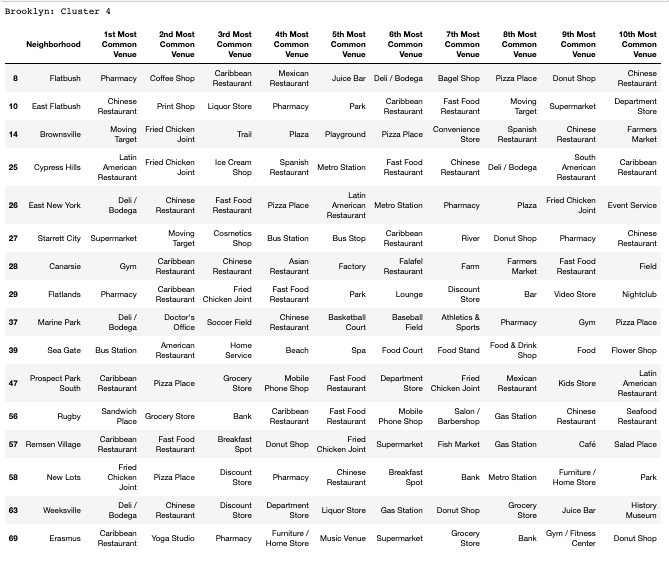 Brooklyn: Cluster 4
Neighborhood 1st Most Common Venue 2nd Most Common Venue 3rd Most Common Venue 4th Most Common Venue 5th Most Common Venue 6th Most Common Venue 7th Most Common Venue 8th Most Common Venue 9th Most Common Venue 10th Most Common Venue
8 Flatbush Pharmacy Coffee Shop Caribbean Restaurant Mexican Restaurant Juice Bar Deli / Bodega Bagel Shop Pizza Place Donut Shop Chinese Restaurant
10 East Flatbush Chinese Restaurant Print Shop Liquor Store Pharmacy Park Caribbean Restaurant Fast Food Restaurant Moving Target Supermarket Department Store
14 Brownsville Moving Target Fried Chicken Joint Trail Plaza Playground Pizza Place Convenience Store Spanish Restaurant Chinese Restaurant Farmers Market
25 Cypress Hills Latin American Restaurant Fried Chicken Joint Ice Cream Shop Spanish Restaurant Metro Station Fast Food Restaurant Chinese Restaurant Deli / Bodega South American Restaurant Caribbean Restaurant
26 East New York Deli / Bodega Chinese Restaurant Fast Food Restaurant Pizza Place Latin American Restaurant Metro Station Pharmacy Plaza Fried Chicken Joint Event Service
27 Starrett City Supermarket Moving Target Cosmetics Shop Bus Station Bus Stop Caribbean Restaurant River Donut Shop Pharmacy Chinese Restaurant
28 Canarsie Gym Caribbean Restaurant Chinese Restaurant Asian Restaurant Factory Falafel Restaurant Farm Farmers Market Fast Food Restaurant Field
29 Flatlands Pharmacy Caribbean Restaurant Fried Chicken Joint Fast Food Restaurant Park Lounge Discount Store Bar Video Store Nightclub
37 Marine Park Deli / Bodega Doctor's Office Soccer Field Chinese Restaurant Basketball Court Baseball Field Athletics & Sports Pharmacy Gym Pizza Place
39 Sea Gate Bus Station American Restaurant Home Service Beach Spa Food Court Food Stand Food & Drink Shop Food Flower Shop
47 Prospect Park South Caribbean Restaurant Pizza Place Grocery Store Mobile Phone Shop Fast Food Restaurant Department Store Fried Chicken Joint Mexican Restaurant Kids Store Latin American Restaurant
56 Rugby Sandwich Place Grocery Store Bank Caribbean Restaurant Fast Food Restaurant Mobile Phone Shop Salon / Barbershop Gas Station Chinese Restaurant Seafood Restaurant
57 Remsen Village Caribbean Restaurant Fast Food Restaurant Breakfast Spot Donut Shop Fried Chicken Joint Supermarket Fish Market Gas Station Café Salad Place
58 New Lots Fried Chicken Joint Pizza Place Discount Store Pharmacy Chinese Restaurant Breakfast Spot Bank Metro Station Furniture / Home Store Park
63 Weeksville Deli / Bodega Chinese Restaurant Discount Store Department Store Liquor Store Gas Station Donut Shop Grocery Store Juice Bar History Museum
69 Erasmus Caribbean Restaurant Yoga Studio Pharmacy Furniture / Home Store Music Venue Supermarket Grocery Store Bank Gym / Fitness Center Donut Shop